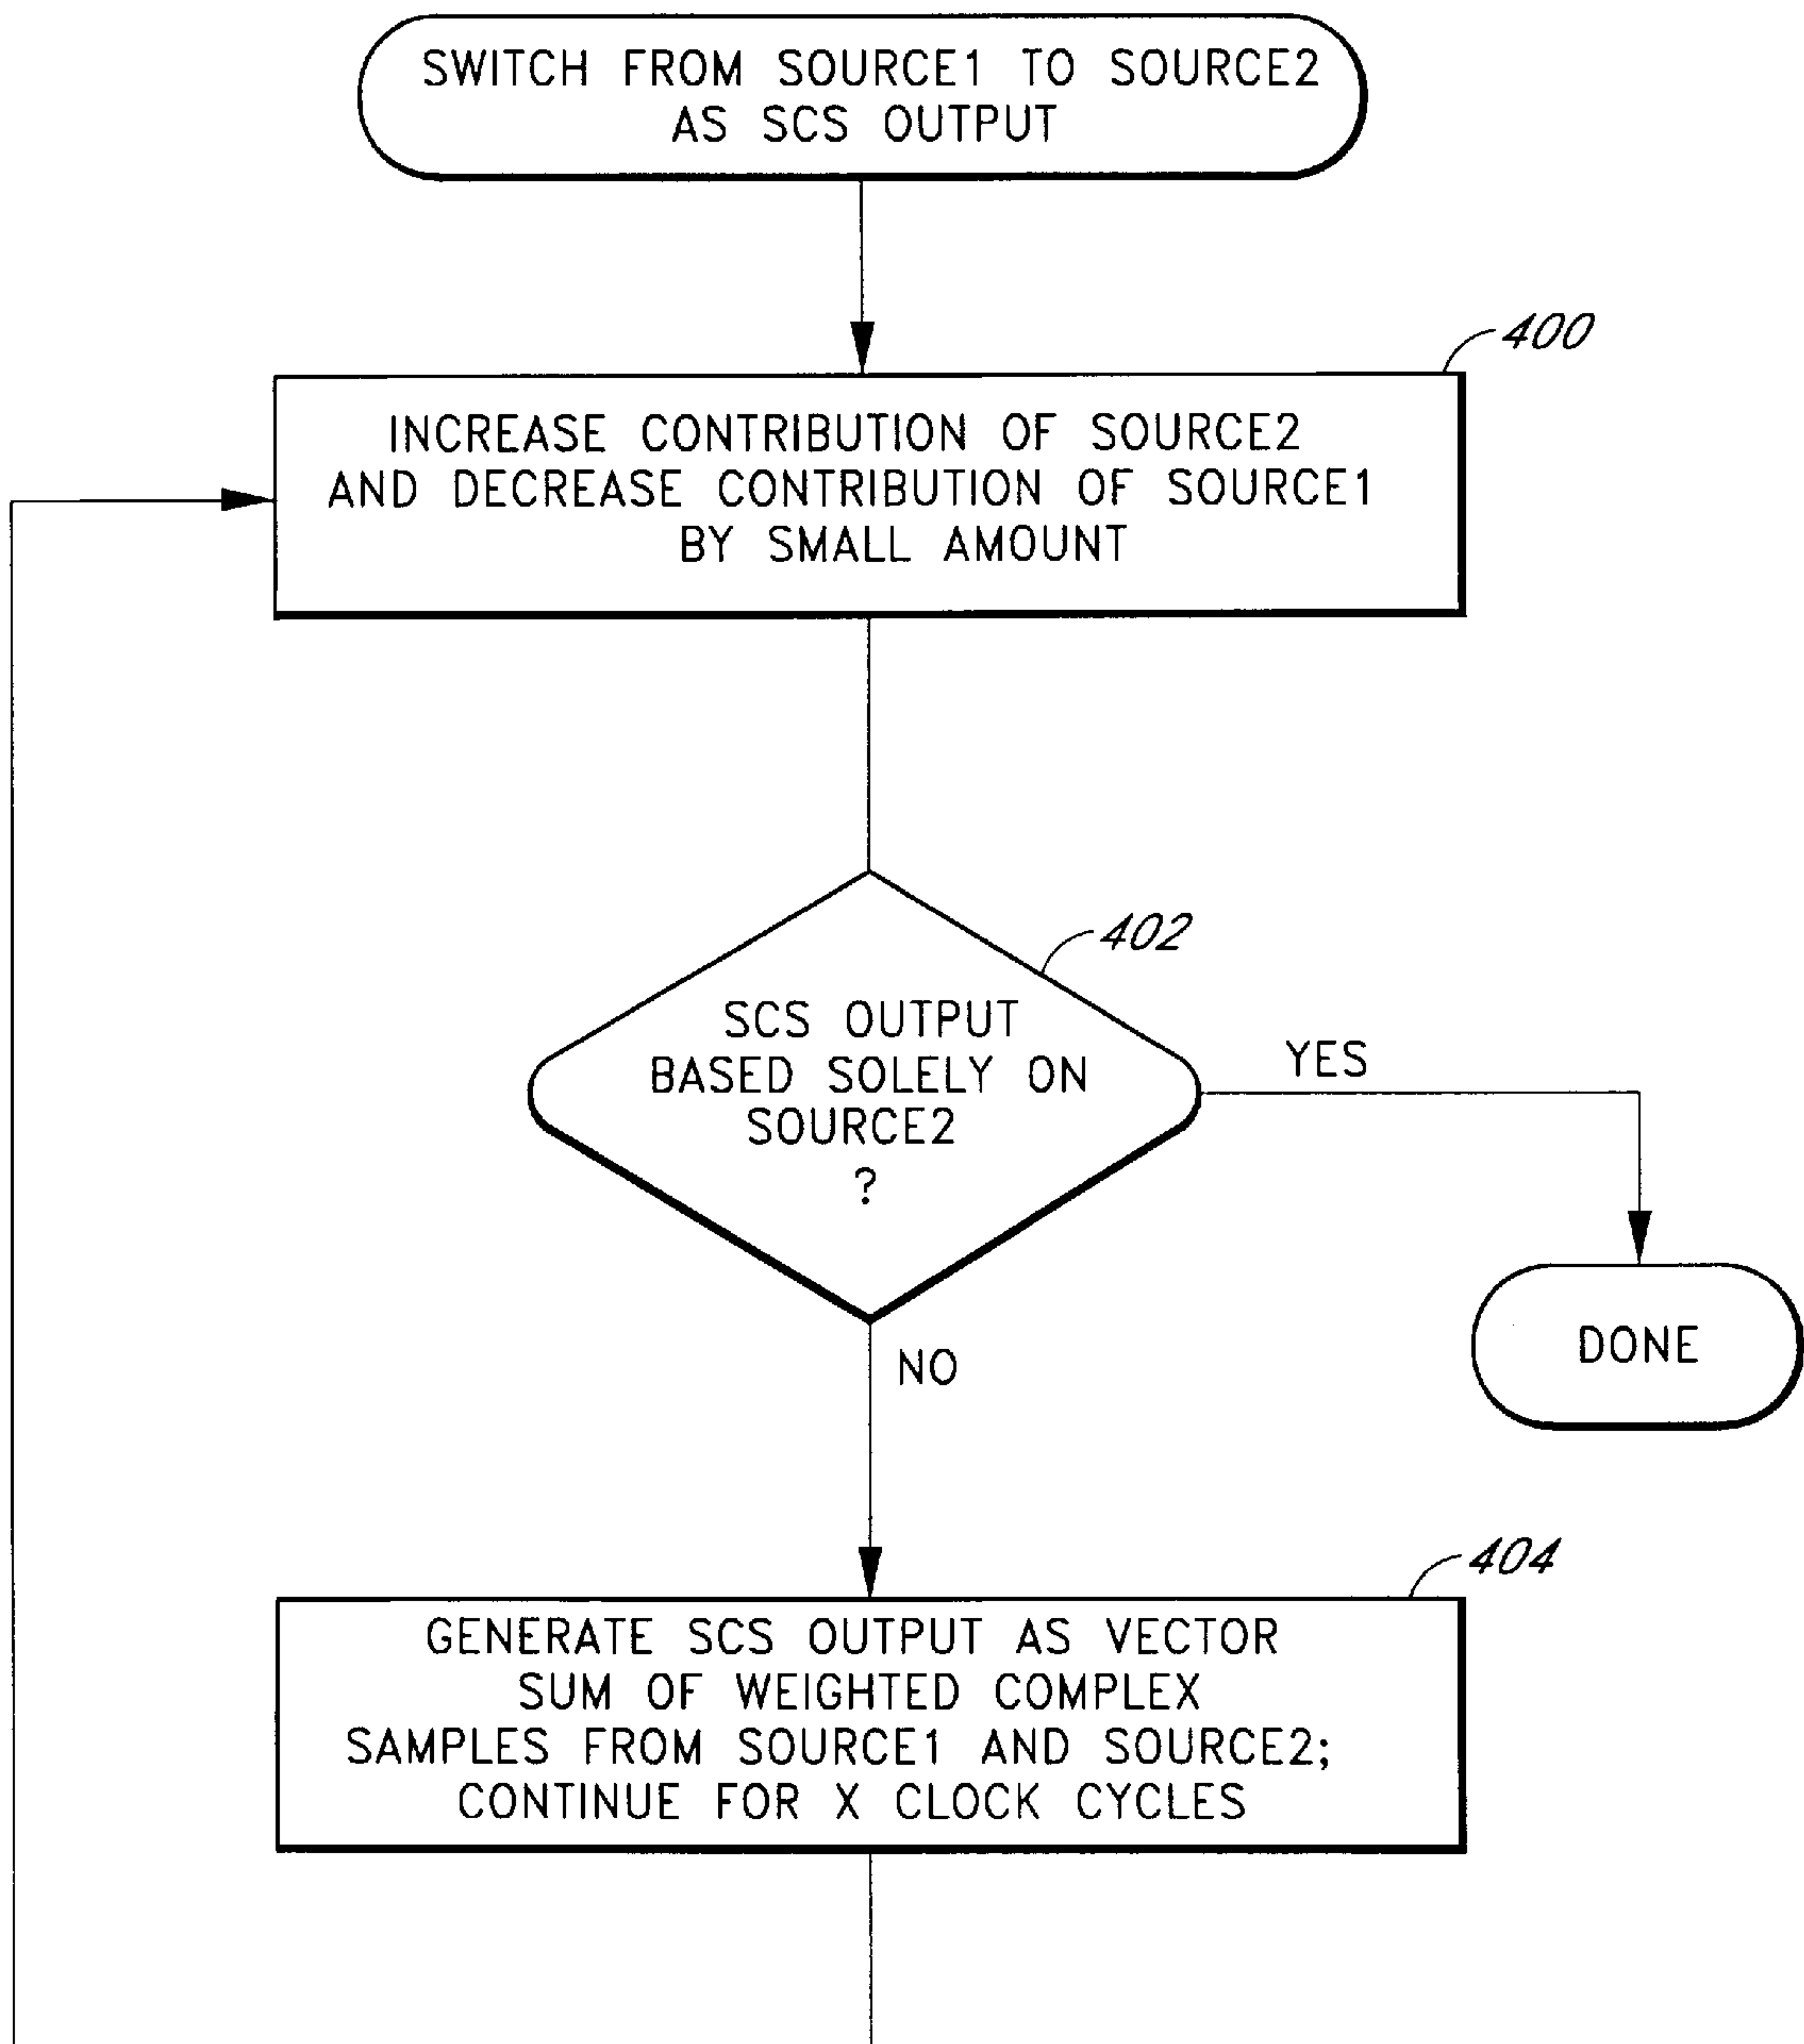 SWITCH FROM SOURCE1 TO SOURCE2
AS SCS OUTPUT
400
INCREASE CONTRIBUTION OF SOURCE2
AND DECREASE CONTRIBUTION OF SOURCE1
BY SMALL AMOUNT
402
SCS OUTPUT
BASED SOLELY ON
SOURCE2
?
YES
DONE
NO
404
GENERATE SCS OUTPUT AS VECTOR
SUM OF WEIGHTED COMPLEX
SAMPLES FROM SOURCE1 AND SOURCE2;
CONTINUE FOR X CLOCK CYCLES